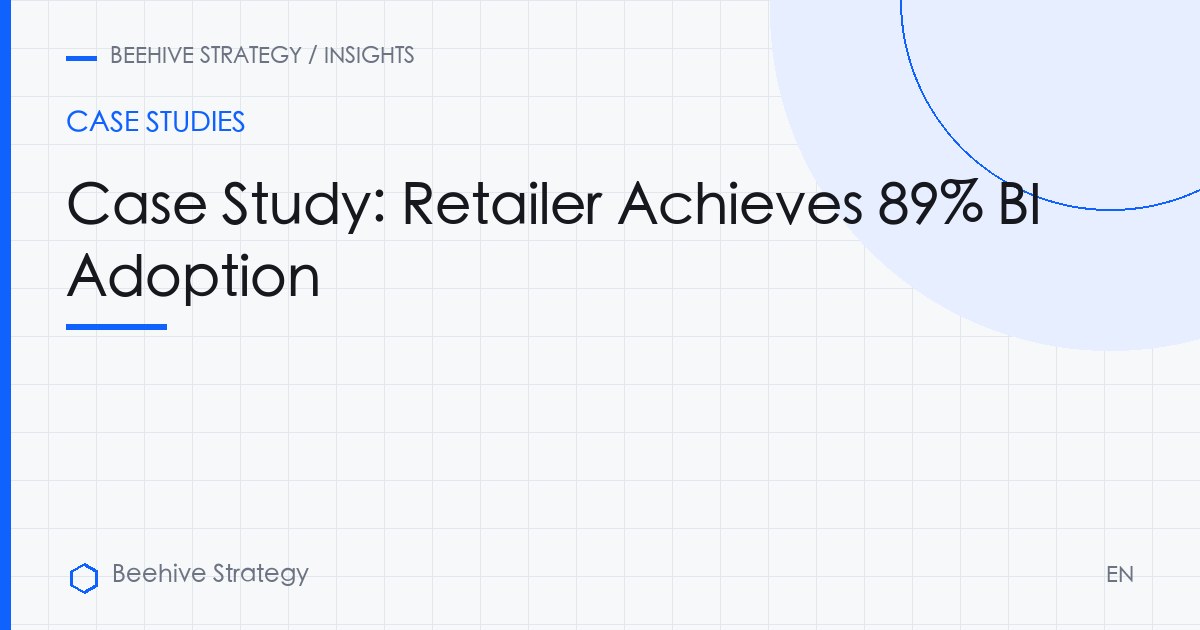 BEEHIVE STRATEGY / INSIGHTS
CASE STUDIES
Case Study: Retailer Achieves 89% BI
Adoption
Beehive Strategy
EN